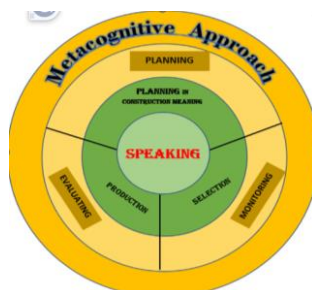 Metacognitive Approach
PLANNING
PLANNING IN
CONSTRUCTION MEANING
SPEAKING
EVALUATING
PRODUCTION
SELECTION
MONITORING